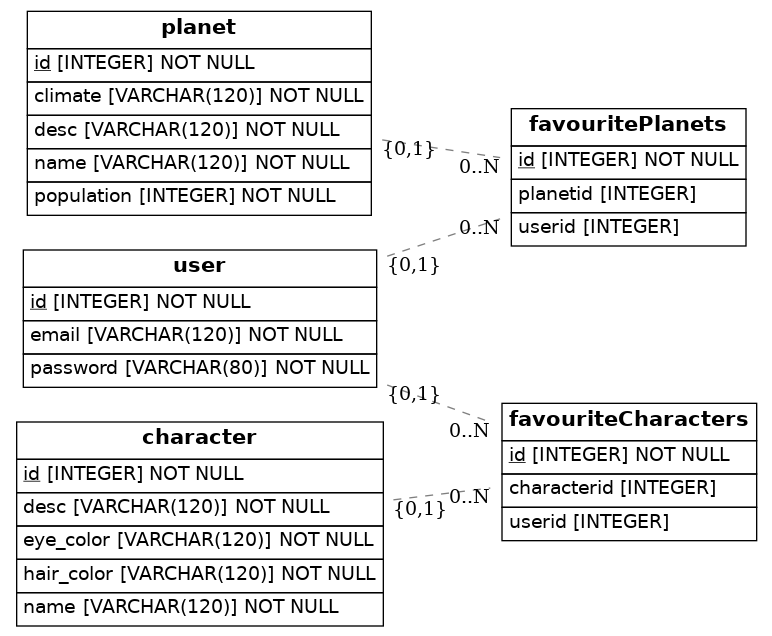 planet
id [INTEGER] NOT NULL
climate [VARCHAR(120)] NOT NULL
desc [VARCHAR(120)] NOT NULL
name [VARCHAR(120)] NOT NULL
population [INTEGER] NOT NULL
{0,1}
0..N
favouritePlanets
id [INTEGER] NOT NULL
planetid [INTEGER]
userid [INTEGER]
0..N
{0,1}
user
id [INTEGER] NOT NULL
email [VARCHAR(120)] NOT NULL
password [VARCHAR(80)] NOT NULL
{0,1}
0..N
favouriteCharacters
id [INTEGER] NOT NULL
characterid [INTEGER]
userid [INTEGER]
0..N
{0,1}
character
id [INTEGER] NOT NULL
desc [VARCHAR(120)] NOT NULL
eye_color [VARCHAR(120)] NOT NULL
hair_color [VARCHAR(120)] NOT NULL
name [VARCHAR(120)] NOT NULL